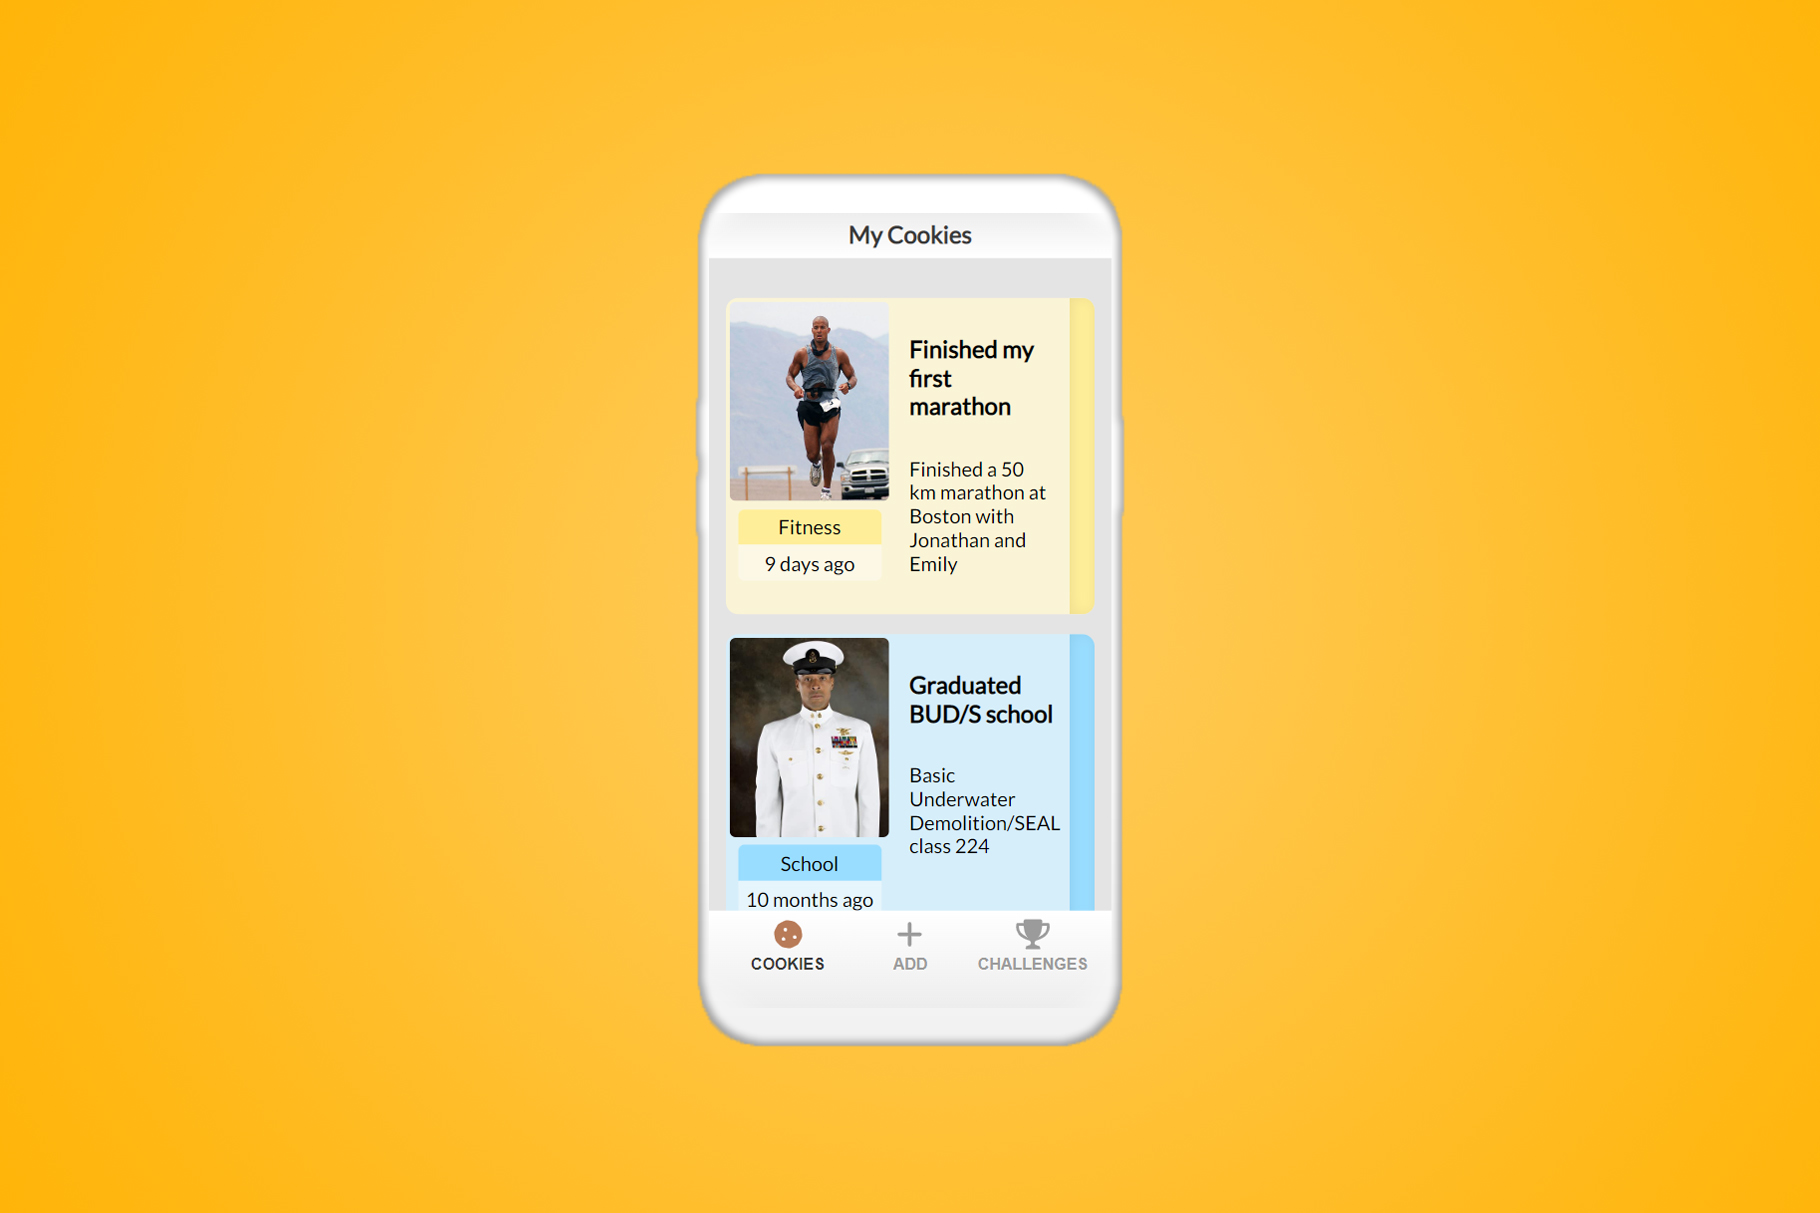 My Cookies
Finished my
first
marathon
Finished a 50
km marathon at
Boston with
Jonathan and
Emily
Fitness
9 days ago
Graduated
BUD/S school
Basic
Underwater
Demolition/SEAL
class 224
School
10 months ago
COOKIES
ADD
CHALLENGES